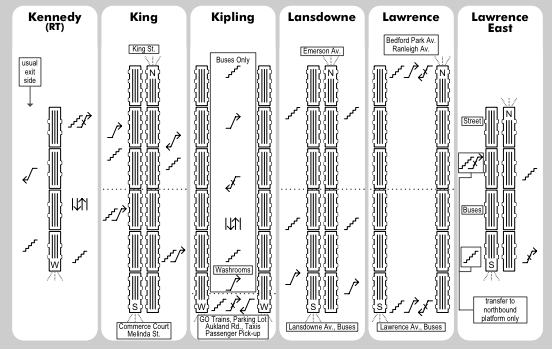 Kennedy
(RT)
usual
exit
side
W
King
King St.
N
S
Commerce Court
Melinda St.
Kipling
Buses Only
Washrooms
W
W
GO Trains, Parking Lot
Aukland Rd., Taxis
Passenger Pick-up
Lansdowne
Emerson Av.
N
S
Lansdowne Av., Buses
Lawrence
Bedford Park Av.
Ranleigh Av.
N
S
Lawrence Av., Buses
Lawrence
East
N
Street
Buses
S
transfer to
northbound
platform only